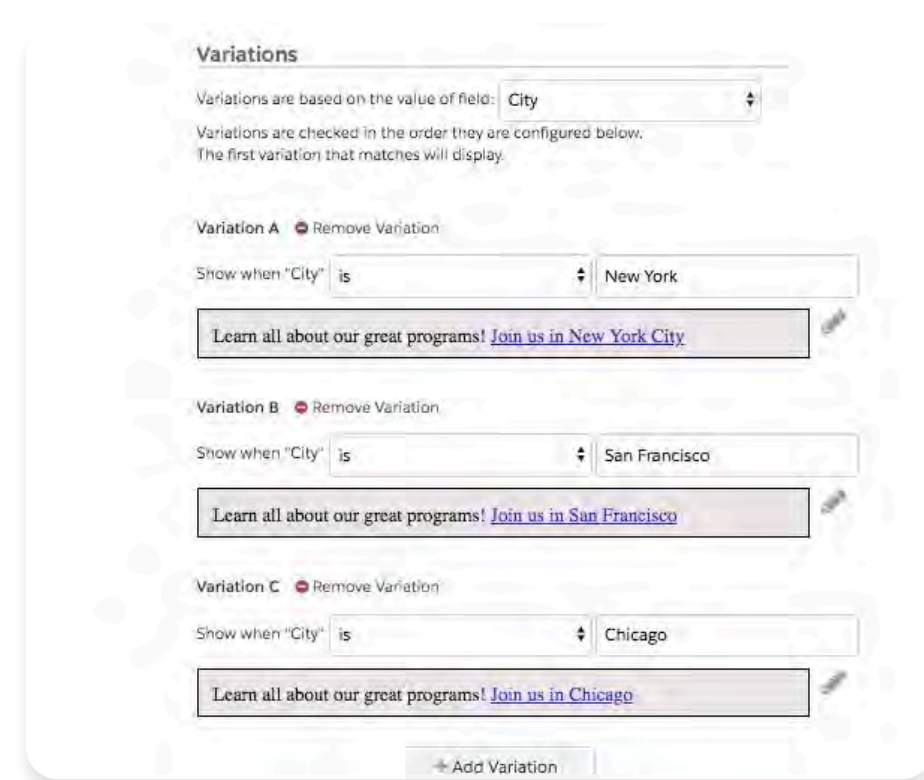 Variations
Variations are based on the value of field: City
Variations are checked in the order they are configured below.
The first variation that matches will display.
Variation A Remove Variation
Show when "City" is New York
Learn all about our great programs! Join us in New York City
Variation B Remove Variation
Show when "City" is San Francisco
Learn all about our great programs! Join us in San Francisco
Variation C Remove Variation
Show when "City" is Chicago
Learn all about our great programs! Join us in Chicago
+ Add Variation